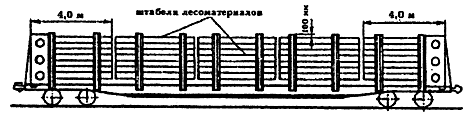 4,0 м
штабели лесоматериалов
100 мм
4,0 м